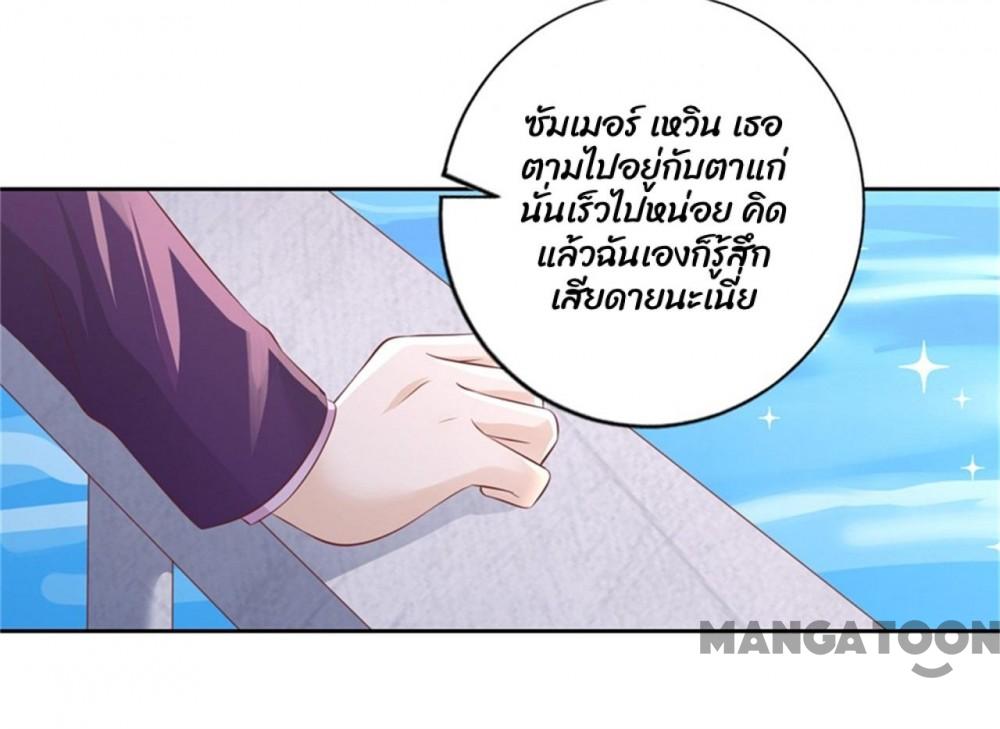 ซัมเมอร์ เหวิน เธอ
ตามไปอยู่กับตาแก่
นั่นเร็วไปหน่อย คิด
แล้วฉันเองก็รู้สึก
เสียดายนะเนี่ย
MANGATOON